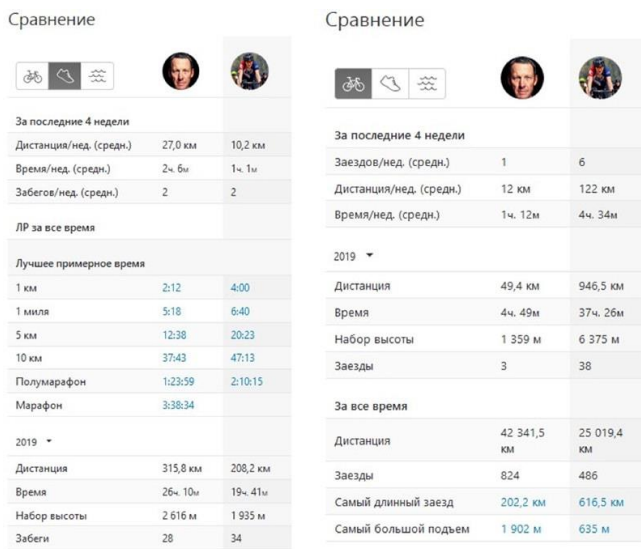 Сравнение
За последние 4 недели
Дистанция/нед. (средн.) 27,0 км 10,2 км
Время/нед. (средн.) 2ч. 6м 1ч. 1м
Забегов/нед. (средн.) 2 2
ЛР за все время
Лучшее примерное время
1 км 2:12 4:00
1 миля 5:18 6:40
5 км 12:38 20:23
10 км 37:43 47:13
Полумарафон 1:23:59 2:10:15
Марафон 3:38:34
2019
Дистанция 315,8 км 208,2 км
Время 26ч. 10м 19ч. 41м
Набор высоты 2 616 м 1 935 м
Забеги 28 34
Сравнение
За последние 4 недели
Заездов/нед. (средн.) 1 6
Дистанция/нед. (средн.) 12 км 122 км
Время/нед. (средн.) 1ч. 12м 4ч. 34м
2019
Дистанция 49,4 км 946,5 км
Время 4ч. 49м 37ч. 26м
Набор высоты 1 359 м 6 375 м
Заезды 3 38
За все время
Дистанция 42 341,5 км 25 019,4 км
Заезды 824 486
Самый длинный заезд 202,2 км 616,5 км
Самый большой подъем 1 902 м 635 м